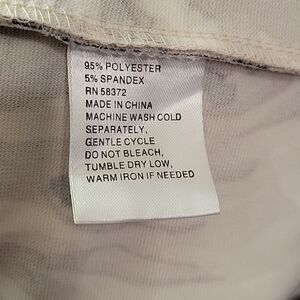 95% POLYESTER
5% SPANDEX
RN 58372
MADE IN CHINA
MACHINE WASH COLD
SEPARATELY,
GENTLE CYCLE
DO NOT BLEACH,
TUMBLE DRY LOW,
WARM IRON IF NEEDED